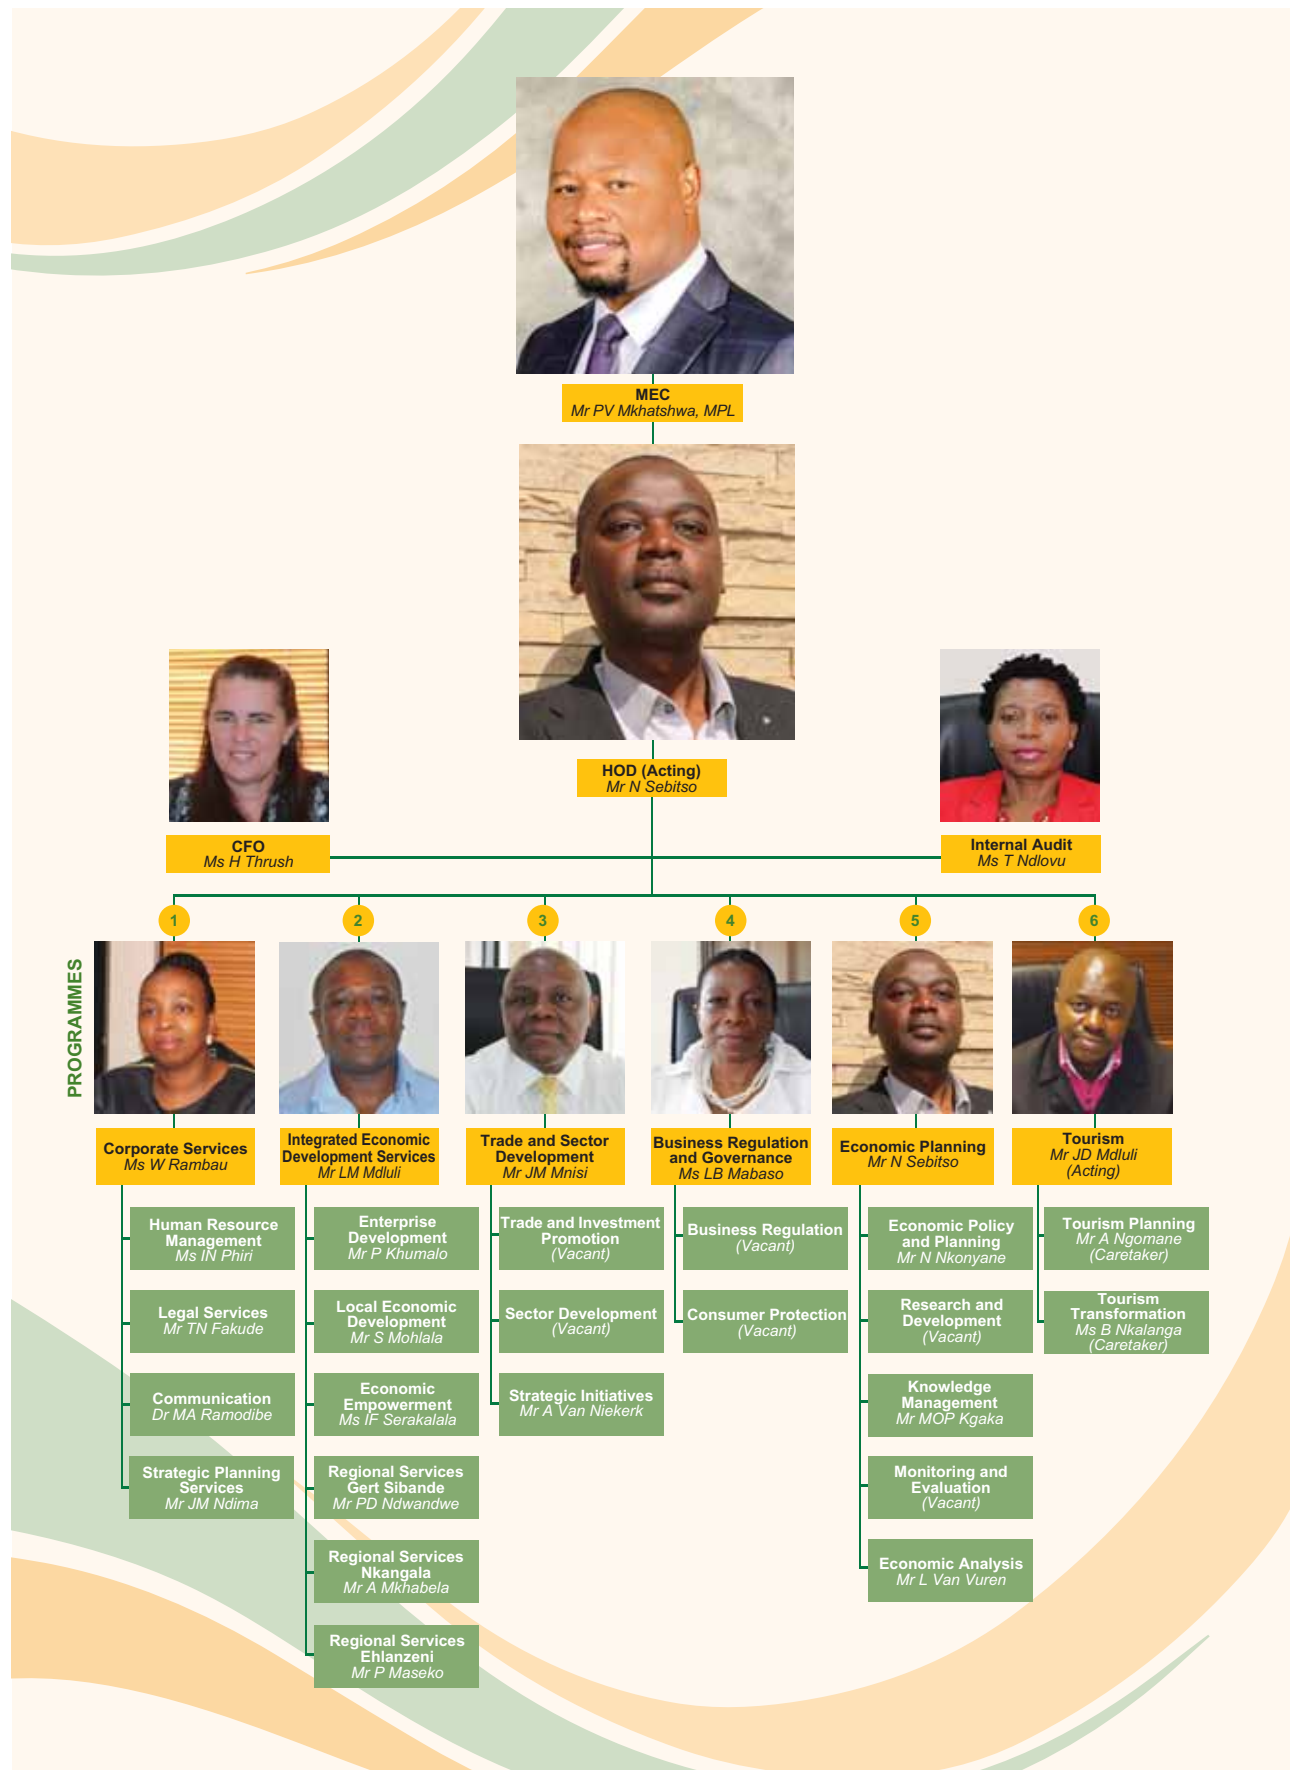 MEC
Mr PV Mkhatshwa, MPL
HOD (Acting)
Mr N Sebitso
CFO
Ms H Thrush
Internal Audit
Ms T Ndlovu
PROGRAMMES
1
2
3
4
5
6
Corporate Services
Ms W Rambau
Human Resource
Management
Ms IN Phiri
Legal Services
Mr TN Fakude
Communication
Dr MA Ramodibe
Strategic Planning
Services
Mr JM Ndima
Integrated Economic
Development Services
Mr LM Mdluli
Enterprise
Development
Mr P Khumalo
Local Economic
Development
Mr S Mohlala
Economic
Empowerment
Ms IF Serakalala
Regional Services
Gert Sibande
Mr PD Ndwandwe
Regional Services
Nkangala
Mr A Mkhabela
Regional Services
Ehlanzeni
Mr P Maseko
Trade and Sector
Development
Mr JM Mnisi
Trade and Investment
Promotion
(Vacant)
Sector Development
(Vacant)
Strategic Initiatives
Mr A Van Niekerk
Business Regulation
and Governance
Ms LB Mabaso
Business Regulation
(Vacant)
Consumer Protection
(Vacant)
Economic Planning
Mr N Sebitso
Economic Policy
and Planning
Mr N Nkonyane
Research and
Development
(Vacant)
Knowledge
Management
Mr MOP Kgaka
Monitoring and
Evaluation
(Vacant)
Economic Analysis
Mr L Van Vuren
Tourism
Mr JD Mdluli
(Acting)
Tourism Planning
Mr A Ngomane
(Caretaker)
Tourism
Transformation
Ms B Nkalanga
(Caretaker)